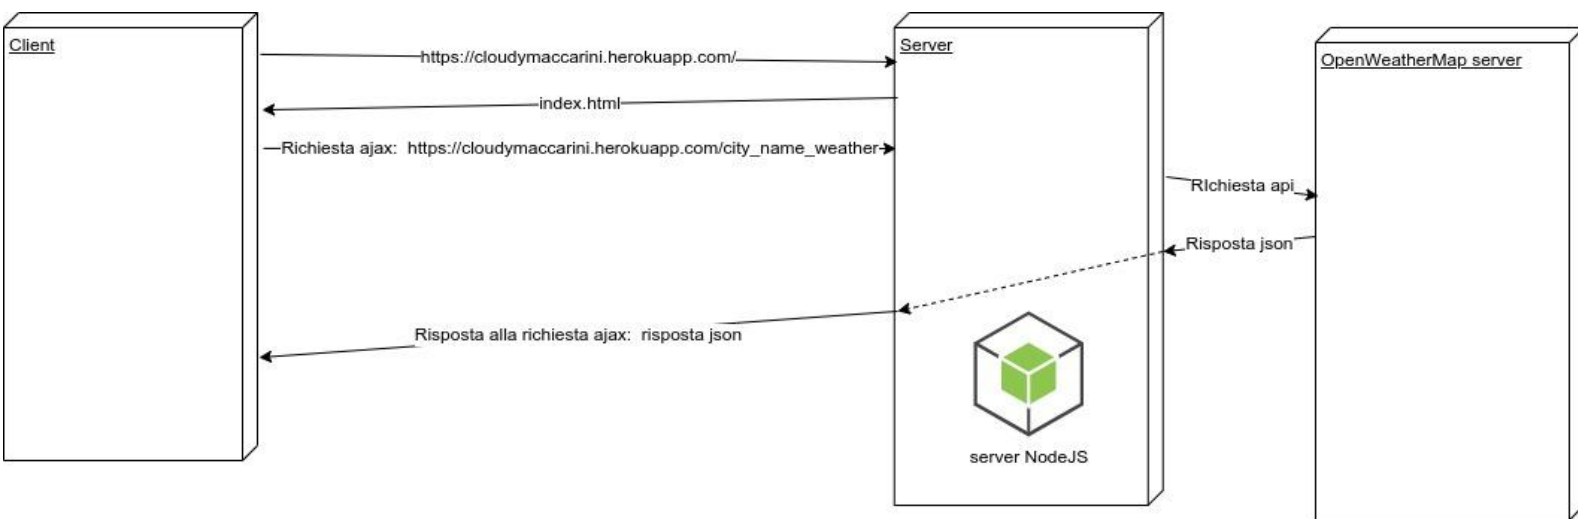 Client
https://cloudymaccarini.herokuapp.com/
Server
OpenWeatherMap server
index.html
Richiesta ajax:  https://cloudymaccarini.herokuapp.com/city_name_weather
RIchiesta api
Risposta json
Risposta alla richiesta ajax:  risposta json
server NodeJS